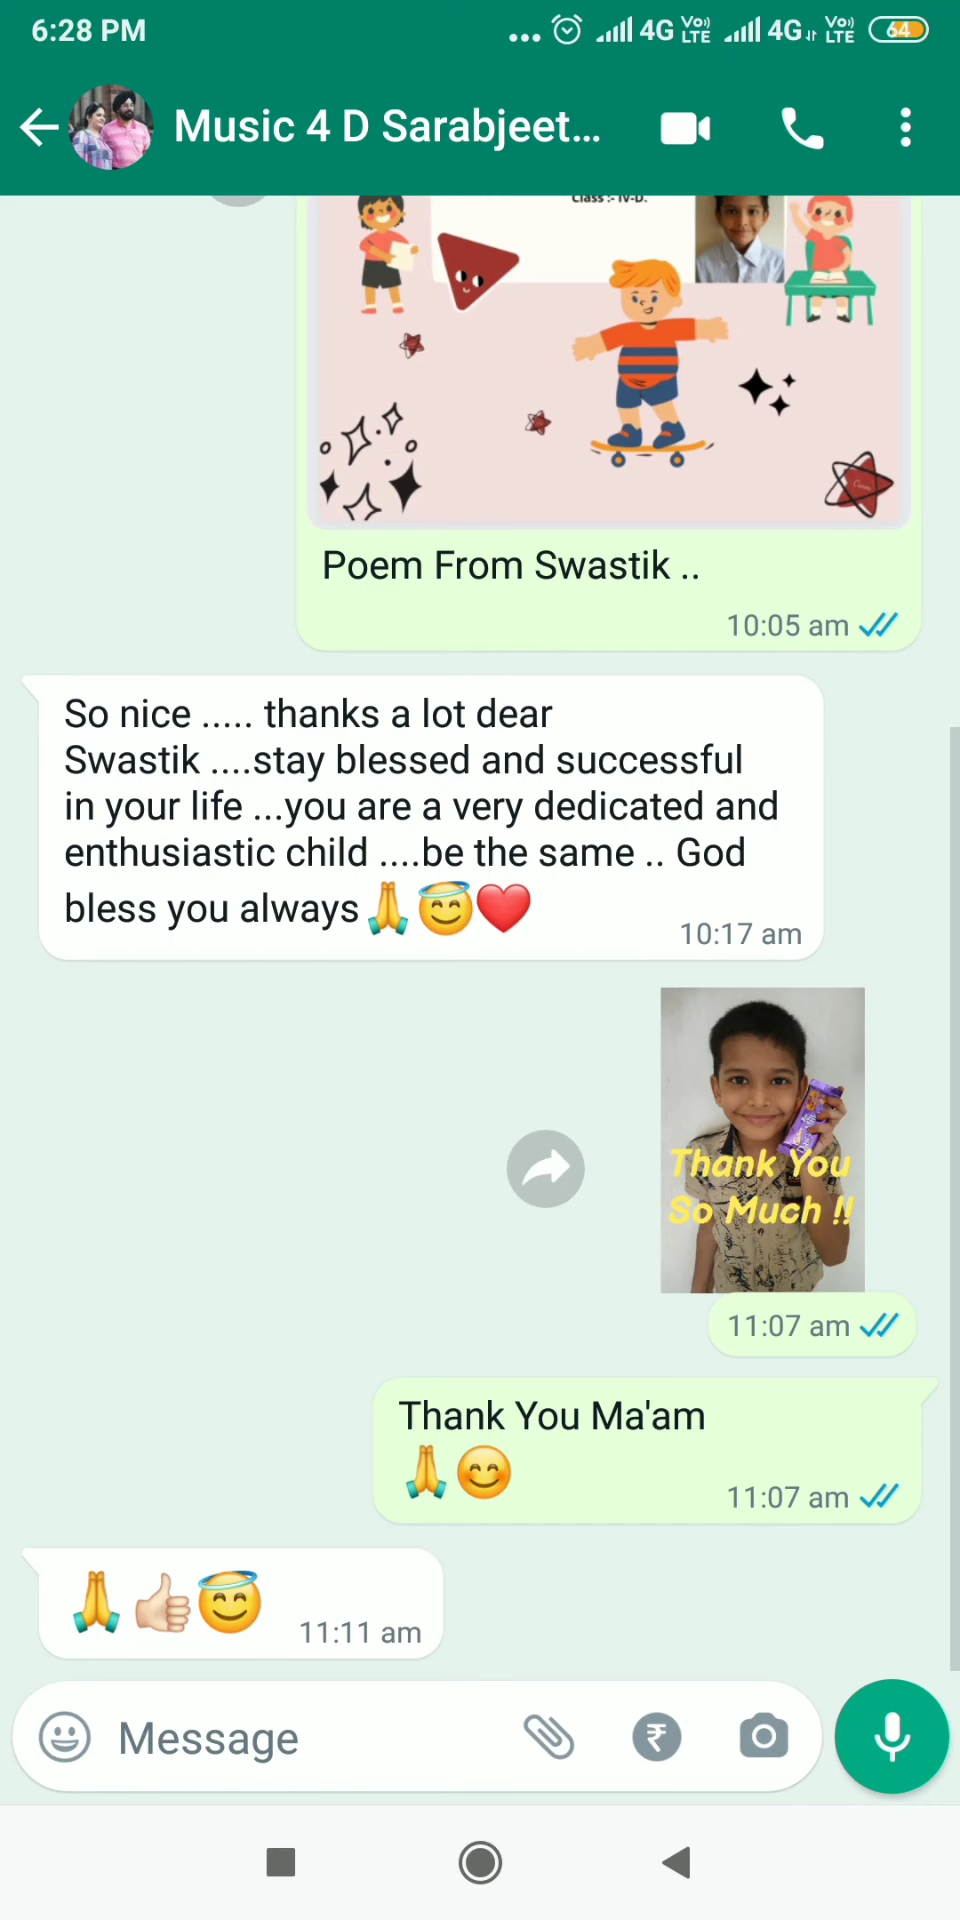 6:28 PM
... 4G VoLTE 4G VoLTE 64
Music 4 D Sarabjeet...
Class :- IV-D.
Poem From Swastik ..
10:05 am
So nice ..... thanks a lot dear
Swastik ....stay blessed and successful
in your life ...you are a very dedicated and
enthusiastic child ....be the same .. God
bless you always🙏😇❤️
10:17 am
Thank You
So Much !!
11:07 am
Thank You Ma'am
🙏😊
11:07 am
🙏👍🏻😇
11:11 am
Message